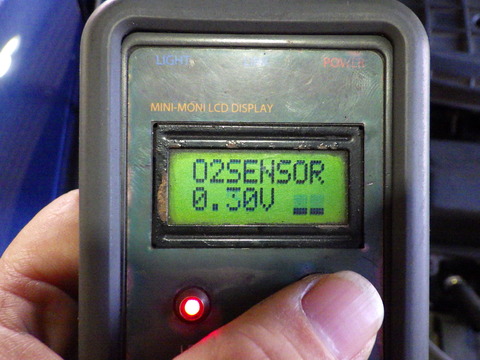 LIGHT POWER
MINI-MONI LCD DISPLAY
O2SENSOR
0.30V